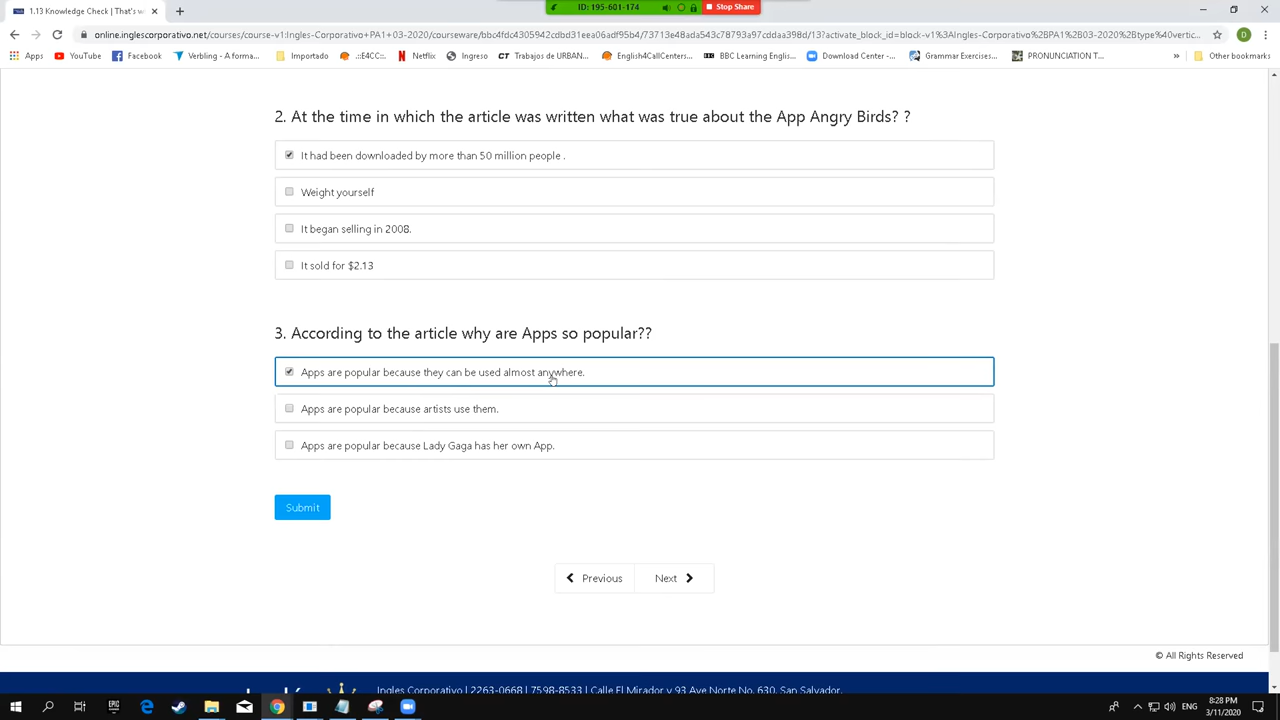 1.13 Knowledge Check | That's w
ID: 195-601-174
Stop Share
online.inglescorporativo.net/courses/course-v1:Ingles-Corporativo+PA1+03-2020/courseware/bbc4fdc4305942cdbd31eea06adf95b4/73713e48ada543c78793a97cddaa398d/13?activate_block_id=block-v1%3AIngles-Corporativo%2BPA1%2B03-2020%2Btype%40vertic...
D
Apps YouTube Facebook Verbling - A forma... Importado .::E4CC::. Netflix Ingreso Trabajos de URBAN... English4CallCenters... BBC Learning Englis... Download Center -... Grammar Exercises... PRONUNCIATION T... » Other bookmarks
2. At the time in which the article was written what was true about the App Angry Birds? ?
It had been downloaded by more than 50 million people .
Weight yourself
It began selling in 2008.
It sold for $2.13
3. According to the article why are Apps so popular??
Apps are popular because they can be used almost anywhere.
Apps are popular because artists use them.
Apps are popular because Lady Gaga has her own App.
Submit
Previous Next
© All Rights Reserved
Ingles Corporativo | 2263-0668 | 7598-8533 | Calle El Mirador y 93 Ave Norte No. 630, San Salvador.
8:28 PM
3/11/2020